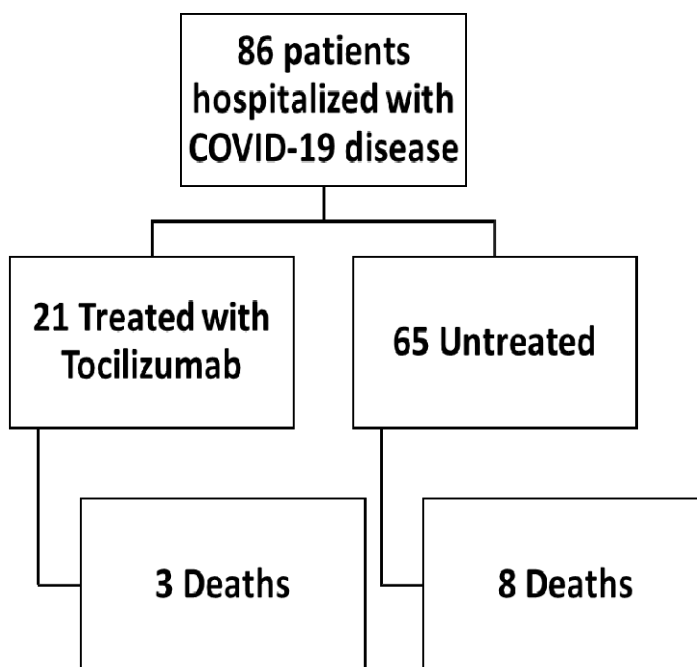 86 patients
hospitalized with
COVID-19 disease
21 Treated with
Tocilizumab
65 Untreated
3 Deaths
8 Deaths